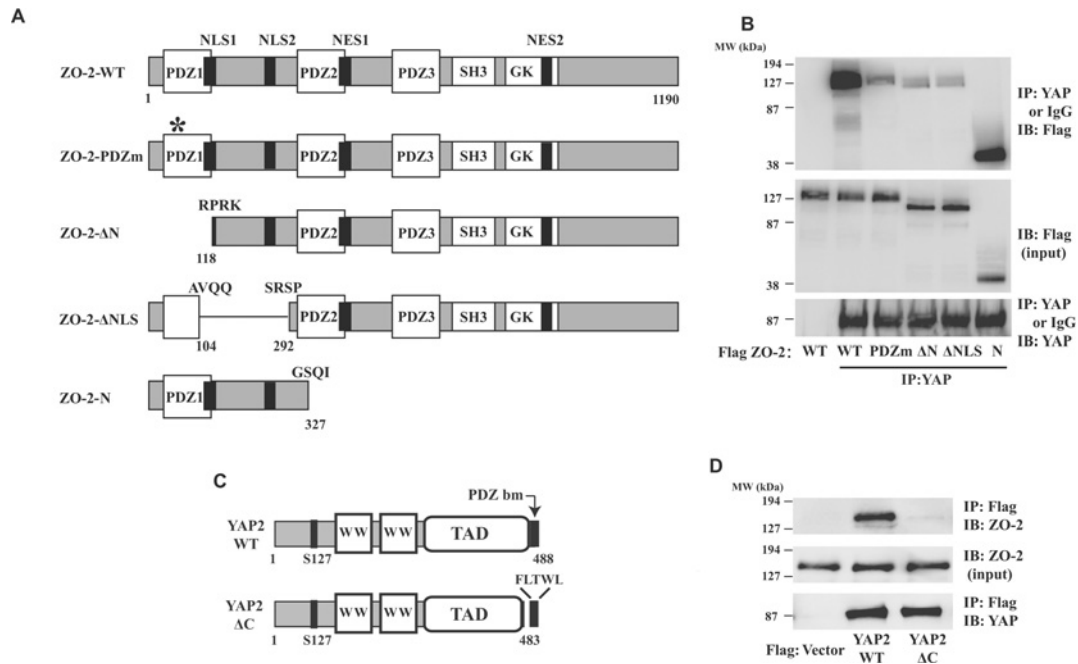 A
NLS1 NLS2 NES1 NES2
ZO-2-WT PDZ1 PDZ2 PDZ3 SH3 GK
1 1190
*
ZO-2-PDZm PDZ1 PDZ2 PDZ3 SH3 GK
RPRK
ZO-2-ΔN PDZ2 PDZ3 SH3 GK
118
AVQQ SRSP
ZO-2-ΔNLS PDZ2 PDZ3 SH3 GK
104 292
GSQI
ZO-2-N PDZ1
327
B
MW (kDa)
194
127
87
38
IP: YAP
or IgG
IB: Flag
127
87
38
IB: Flag
(input)
87
IP: YAP
or IgG
IB: YAP
Flag ZO-2: WT WT PDZm ΔN ΔNLS N
IP:YAP
C
PDZ bm
YAP2
WT
WW WW TAD
1 S127 488
FLTWL
YAP2
ΔC
WW WW TAD
1 S127 483
D
MW (kDa)
194
127
IP: Flag
IB: ZO-2
194
127
IB: ZO-2
(input)
87
IP: Flag
IB: YAP
Flag: Vector YAP2
WT
YAP2
ΔC